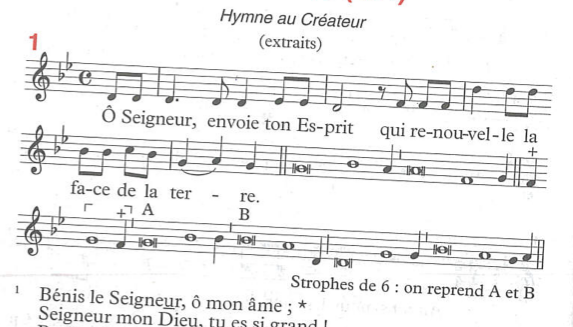 Hymne au Créateur
(extraits)
1
Ô Seigneur, envoie ton Es-prit qui re-nou-vel-le la
fa-ce de la ter - re.
A
B
Strophes de 6 : on reprend A et B
1 Bénis le Seigneur, ô mon âme ; *
Seigneur mon Dieu, tu es si grand !